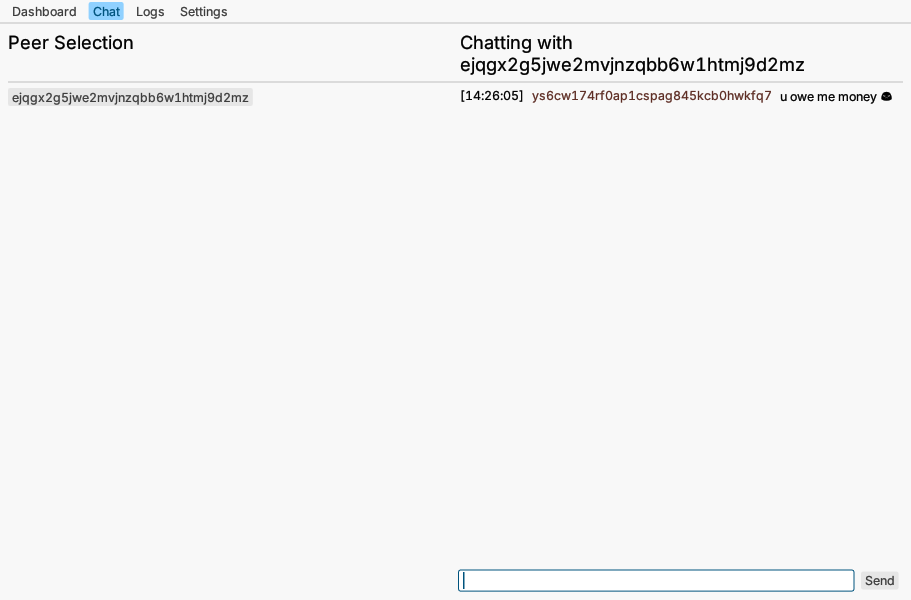 Dashboard Chat Logs Settings
Peer Selection
ejqgx2g5jwe2mvjnzqbb6w1htmj9d2mz
Chatting with
ejqgx2g5jwe2mvjnzqbb6w1htmj9d2mz
[14:26:05] ys6cw174rf0ap1cspag845kcb0hwkfq7 u owe me money
Send